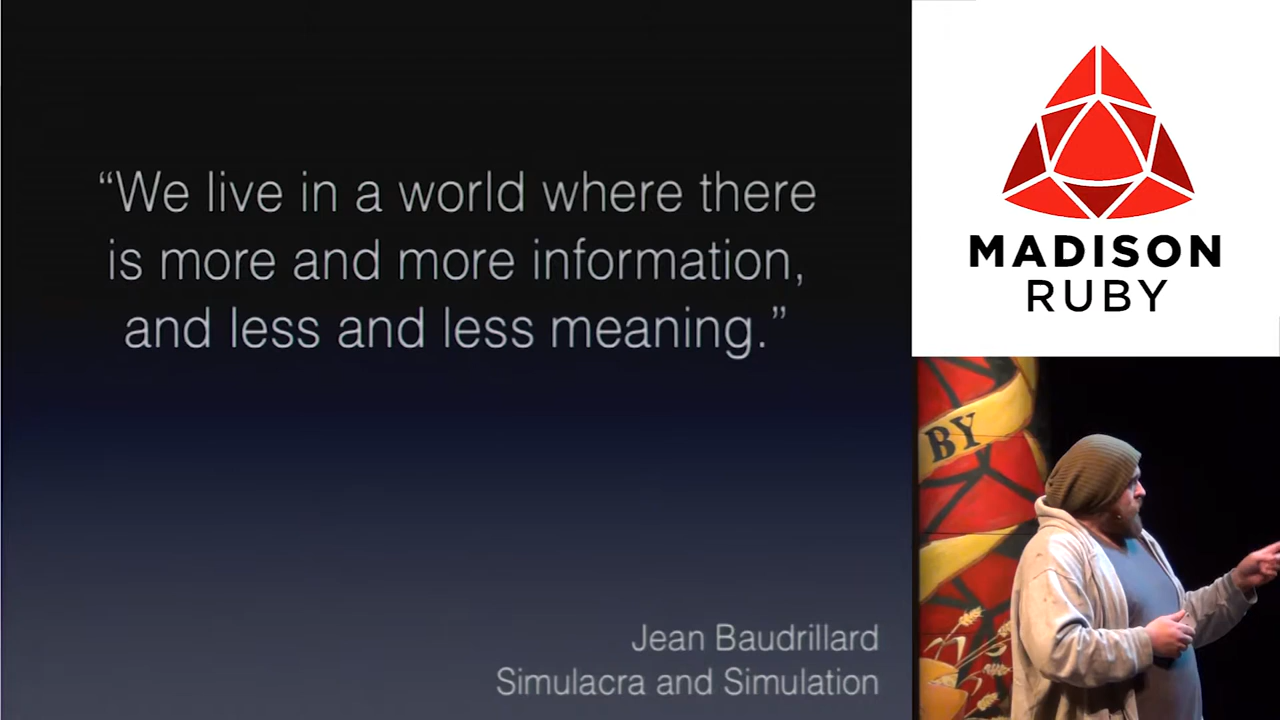 “We live in a world where there
is more and more information,
and less and less meaning.”
Jean Baudrillard
Simulacra and Simulation
MADISON
RUBY
BY